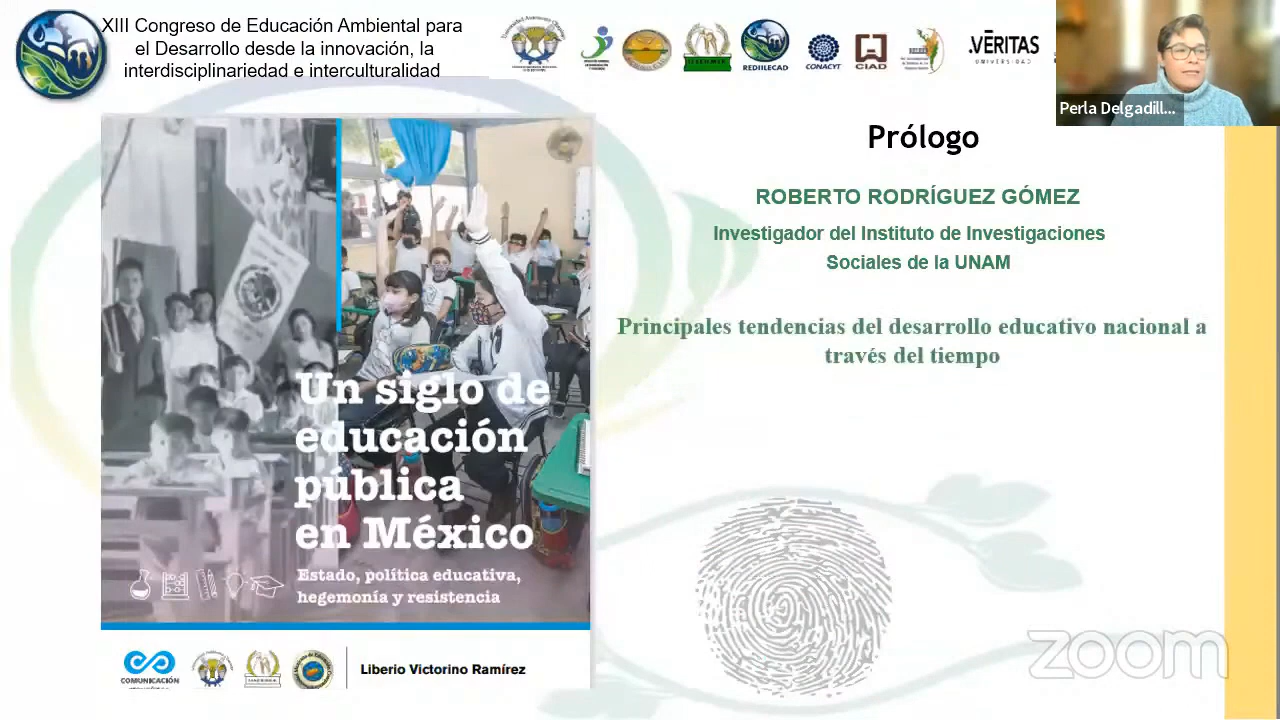 XIII Congreso de Educación Ambiental para
el Desarrollo desde la innovación, la
interdisciplinariedad e interculturalidad
REDIILECAD
CONACYT
CIAD
.VĒRITAS
UNIVERSIDAD
Perla Delgadill...
Prólogo
ROBERTO RODRÍGUEZ GÓMEZ
Investigador del Instituto de Investigaciones
Sociales de la UNAM
Principales tendencias del desarrollo educativo nacional a
través del tiempo
Un siglo de
educación
pública
en México
Estado, política educativa,
hegemonía y resistencia
COMUNICACIÓN
Liberio Victorino Ramírez
zoom